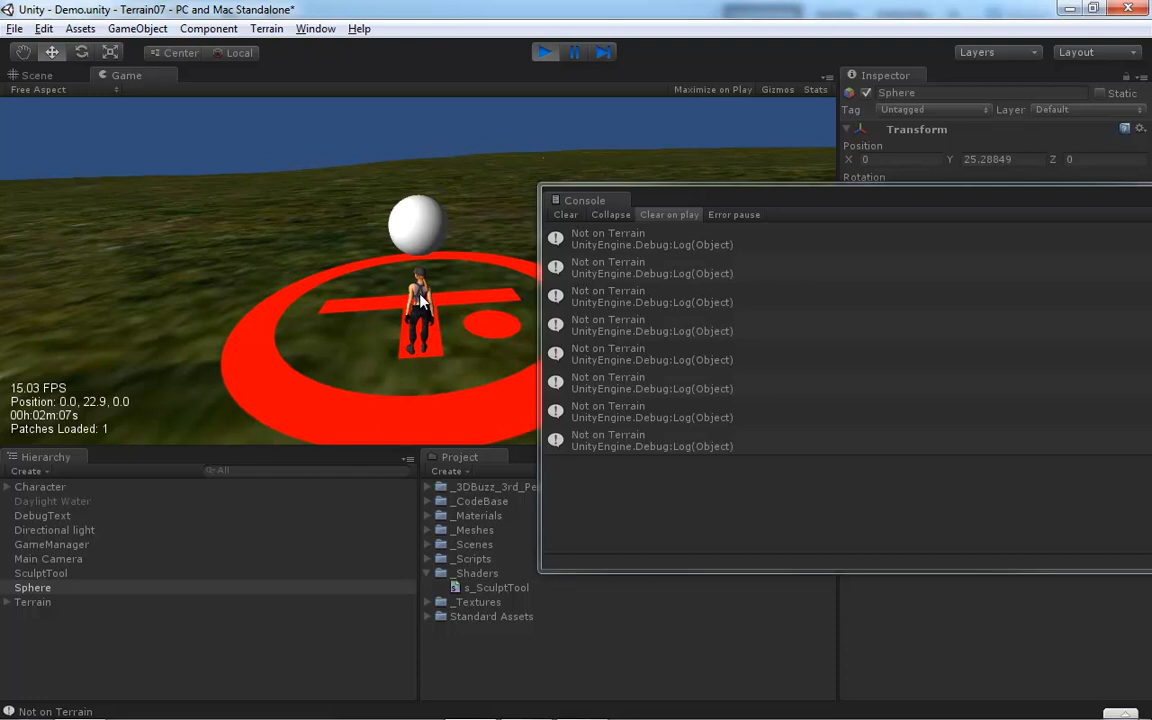 Unity - Demo.unity - Terrain07 - PC and Mac Standalone*
File Edit Assets GameObject Component Terrain Window Help
Center Local Layers Layout
Scene Game
Free Aspect Maximize on Play Gizmos Stats
Inspector
Sphere Static
Tag Untagged Layer Default
Transform
Position
X 0 Y 25.28849 Z 0
Rotation
Console
Clear Collapse Clear on play Error pause
Not on Terrain
UnityEngine.Debug:Log(Object)
Not on Terrain
UnityEngine.Debug:Log(Object)
Not on Terrain
UnityEngine.Debug:Log(Object)
Not on Terrain
UnityEngine.Debug:Log(Object)
Not on Terrain
UnityEngine.Debug:Log(Object)
Not on Terrain
UnityEngine.Debug:Log(Object)
Not on Terrain
UnityEngine.Debug:Log(Object)
Not on Terrain
UnityEngine.Debug:Log(Object)
15.03 FPS
Position: 0.0, 22.9, 0.0
00h:02m:07s
Patches Loaded: 1
Hierarchy
Create All
Character
Daylight Water
DebugText
Directional light
GameManager
Main Camera
SculptTool
Sphere
Terrain
Project
Create
_3DBuzz_3rd_Pe
_CodeBase
_Materials
_Meshes
_Scenes
_Scripts
_Shaders
s_SculptTool
_Textures
Standard Assets
Not on Terrain